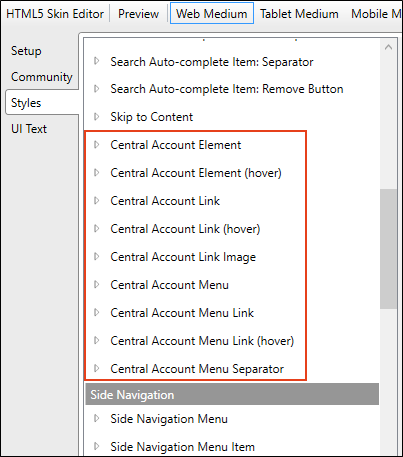 HTML5 Skin Editor Preview Web Medium Tablet Medium Mobile M
Setup
Community
Styles
UI Text
Search Auto-complete Item: Separator
Search Auto-complete Item: Remove Button
Skip to Content
Central Account Element
Central Account Element (hover)
Central Account Link
Central Account Link (hover)
Central Account Link Image
Central Account Menu
Central Account Menu Link
Central Account Menu Link (hover)
Central Account Menu Separator
Side Navigation
Side Navigation Menu
Side Navigation Menu Item